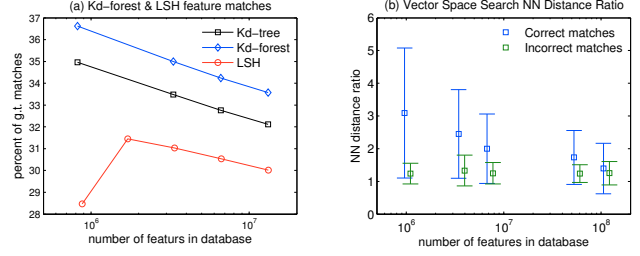 (a) Kd−forest & LSH feature matches
37
36
35
34
33
32
31
30
29
28
percent of g.t. matches
Kd−tree
Kd−forest
LSH
10^6
10^7
number of featurs in database
(b) Vector Space Search NN Distance Ratio
6
5
4
3
2
1
0
NN distance ratio
Correct matches
Incorrect matches
10^6
10^7
10^8
number of features in database